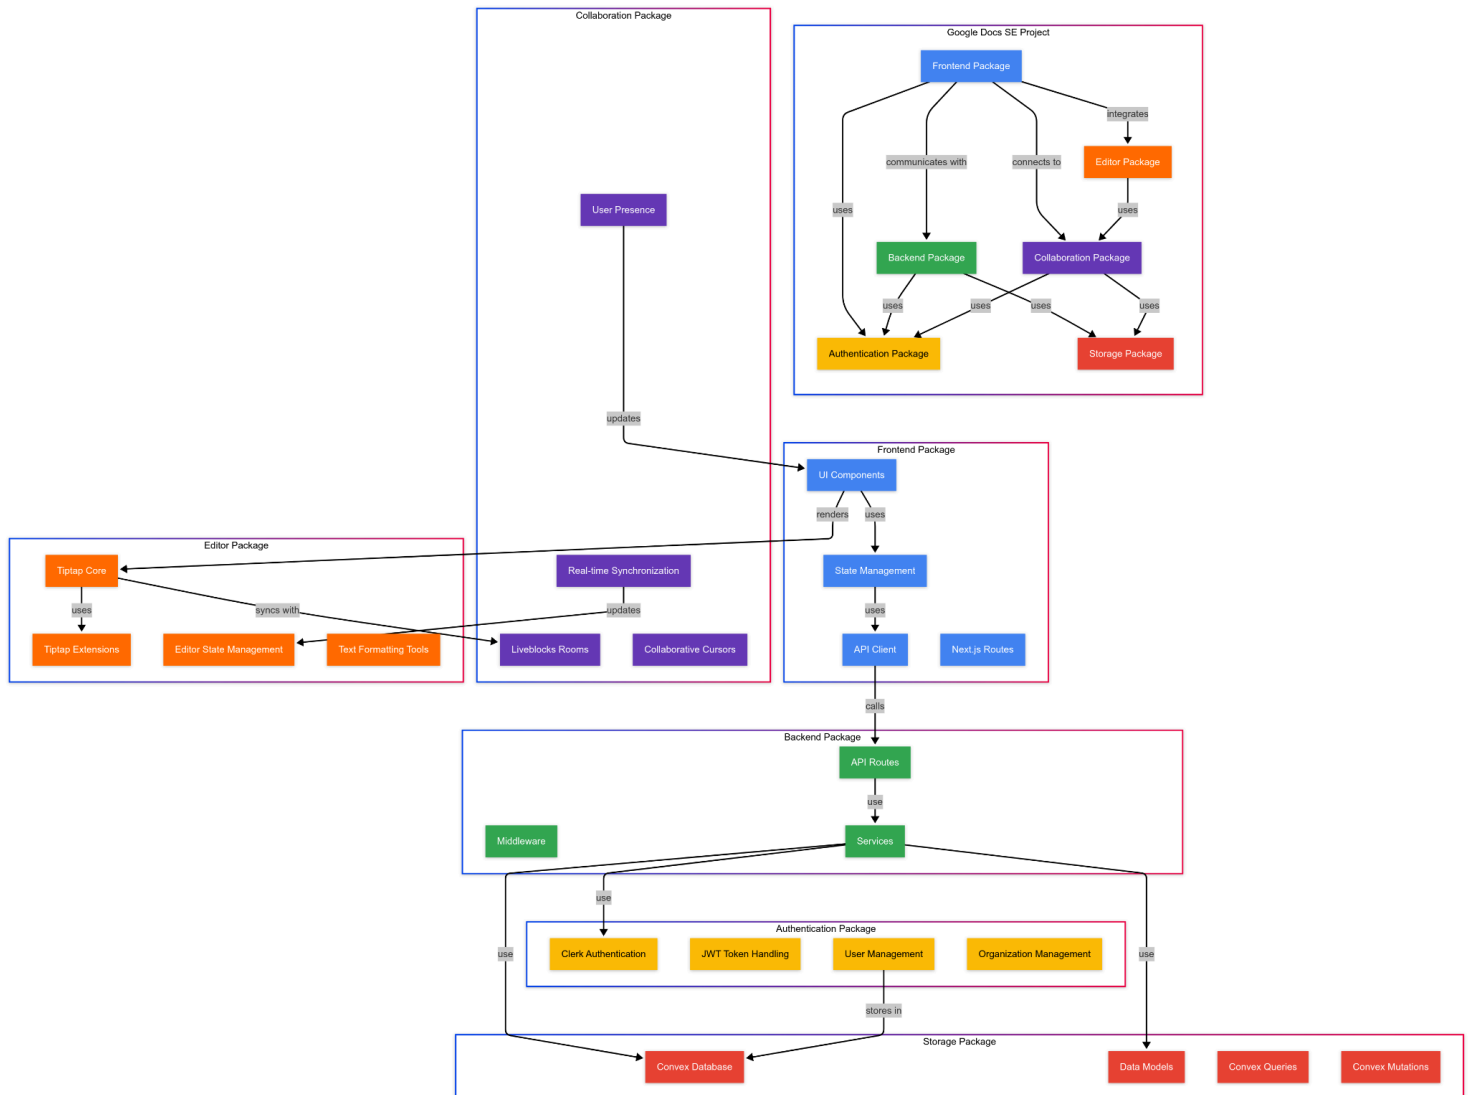 Collaboration Package
Google Docs SE Project
Frontend Package
integrates
communicates with
connects to
Editor Package
User Presence
uses
uses
Backend Package
Collaboration Package
uses
uses
uses
uses
Authentication Package
Storage Package
updates
Frontend Package
UI Components
renders
uses
Editor Package
Tiptap Core
Real-time Synchronization
State Management
uses
syncs with
updates
uses
Tiptap Extensions
Editor State Management
Text Formatting Tools
Liveblocks Rooms
Collaborative Cursors
API Client
Next.js Routes
calls
Backend Package
API Routes
use
Middleware
Services
use
Authentication Package
use
Clerk Authentication
JWT Token Handling
User Management
Organization Management
use
stores in
Storage Package
Convex Database
Data Models
Convex Queries
Convex Mutations